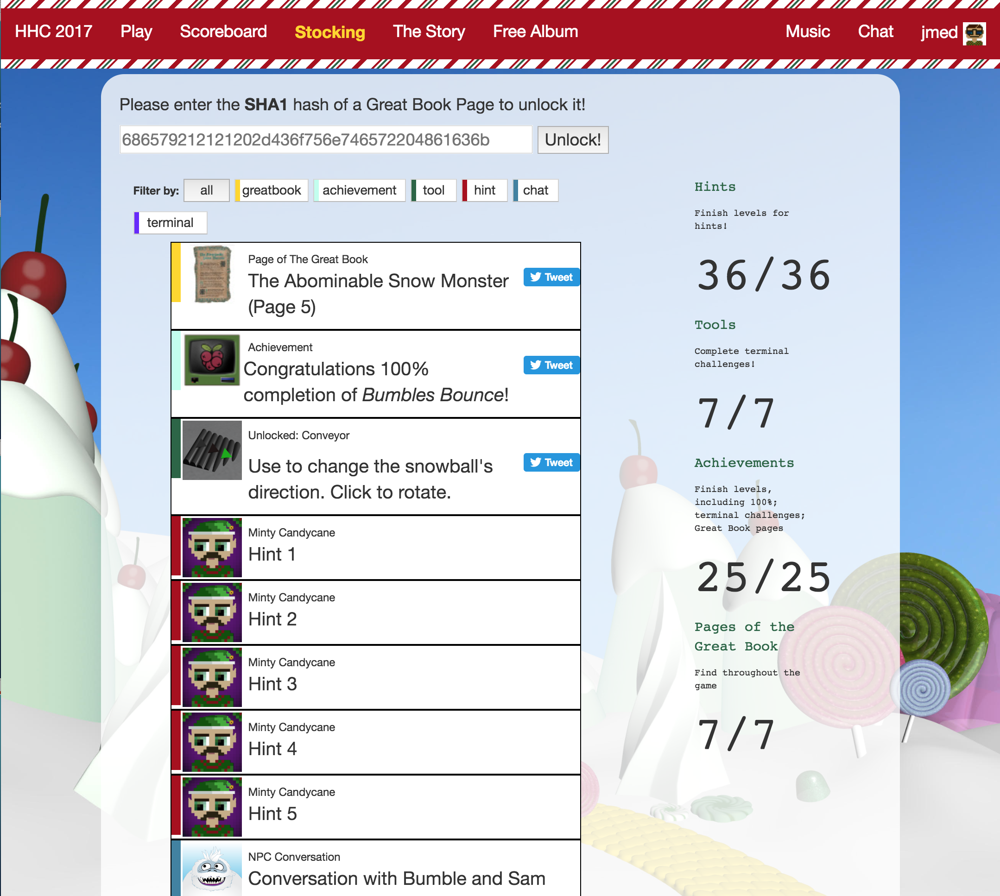 HHC 2017 Play Scoreboard Stocking The Story Free Album Music Chat jmed
Please enter the SHA1 hash of a Great Book Page to unlock it!
686579212121202d436f756e746572204861636b Unlock!
Filter by: all greatbook achievement tool hint chat
terminal
Page of The Great Book
The Abominable Snow Monster
(Page 5)
Tweet
Achievement
Congratulations 100%
completion of Bumbles Bounce!
Tweet
Unlocked: Conveyor
Use to change the snowball's
direction. Click to rotate.
Tweet
Minty Candycane
Hint 1
Minty Candycane
Hint 2
Minty Candycane
Hint 3
Minty Candycane
Hint 4
Minty Candycane
Hint 5
NPC Conversation
Conversation with Bumble and Sam
Hints
Finish levels for
hints!
36/36
Tools
Complete terminal
challenges!
7/7
Achievements
Finish levels,
including 100%;
terminal challenges;
Great Book pages
25/25
Pages of the
Great Book
Find throughout the
game
7/7